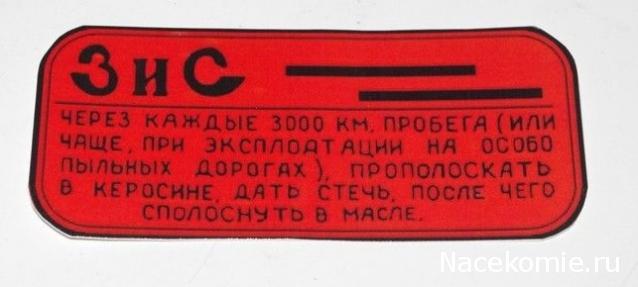 ЗиС
ЧЕРЕЗ КАЖДЫЕ 3000 КМ. ПРОБЕГА (ИЛИ
ЧАЩЕ, ПРИ ЭКСПЛОАТАЦИИ НА ОСОБО
ПЫЛЬНЫХ ДОРОГАХ), ПРОПОЛОСКАТЬ
В КЕРОСИНЕ, ДАТЬ СТЕЧЬ, ПОСЛЕ ЧЕГО
СПОЛОСНУТЬ В МАСЛЕ.
Nacekomie.ru